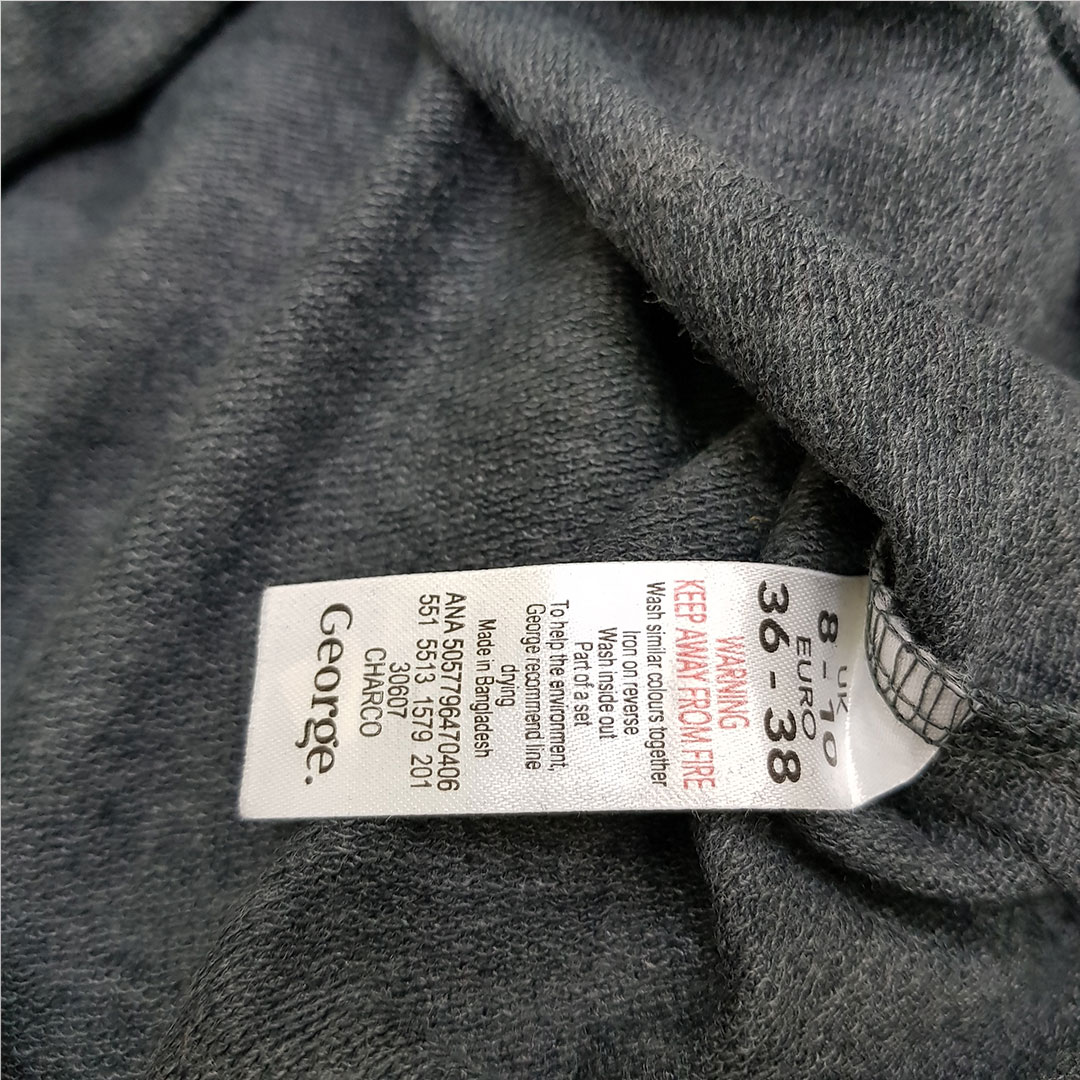 UK
8 - 10
EURO
36 - 38
WARNING
KEEP AWAY FROM FIRE
Wash similar colours together
Iron on reverse
Wash inside out
Part of a set
To help the environment,
George recommend line
drying
Made in Bangladesh
ANA 5057796470406
551 5513 1579 201
30607
CHARCO
George.